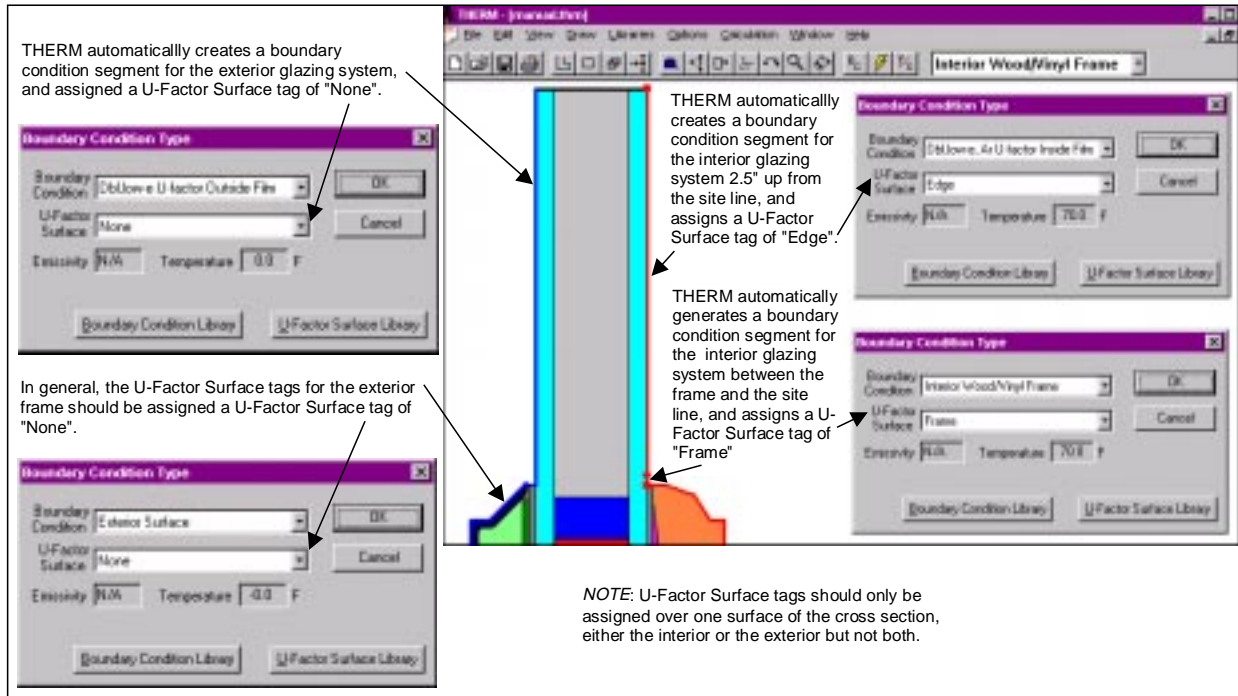 THERM automaticallly creates a boundary
condition segment for the exterior glazing system,
and assigned a U-Factor Surface tag of "None".
Boundary Condition Type
Boundary
Condition
U-factor Outside Film
OK
U-Factor
Surface
None
Cancel
Emissivity N/A Temperature 0.0 F
Boundary Condition Library
U-Factor Surface Library
In general, the U-Factor Surface tags for the exterior
frame should be assigned a U-Factor Surface tag of
"None".
Boundary Condition Type
Boundary
Condition
Exterior Surface
OK
U-Factor
Surface
None
Cancel
Emissivity N/A Temperature -0.0 F
Boundary Condition Library
U-Factor Surface Library
THERM - [manual.thm]
File Edit View Draw Libraries Options Calculation Window Help
Interior Wood/Vinyl Frame
THERM automaticallly
creates a boundary
condition segment for
the interior glazing
system 2.5" up from
the site line, and
assigns a U-Factor
Surface tag of "Edge".
THERM automatically
generates a boundary
condition segment for
the interior glazing
system between the
frame and the site
line, and assigns a U-
Factor Surface tag of
"Frame"
Boundary Condition Type
Boundary
Condition
U-factor Inside Film
OK
U-Factor
Surface
Edge
Cancel
Emissivity N/A Temperature 70.0 F
Boundary Condition Library
U-Factor Surface Library
Boundary Condition Type
Boundary
Condition
Interior Wood/Vinyl Frame
OK
U-Factor
Surface
Frame
Cancel
Emissivity N/A Temperature 70.0 F
Boundary Condition Library
U-Factor Surface Library
NOTE: U-Factor Surface tags should only be
assigned over one surface of the cross section,
either the interior or the exterior but not both.